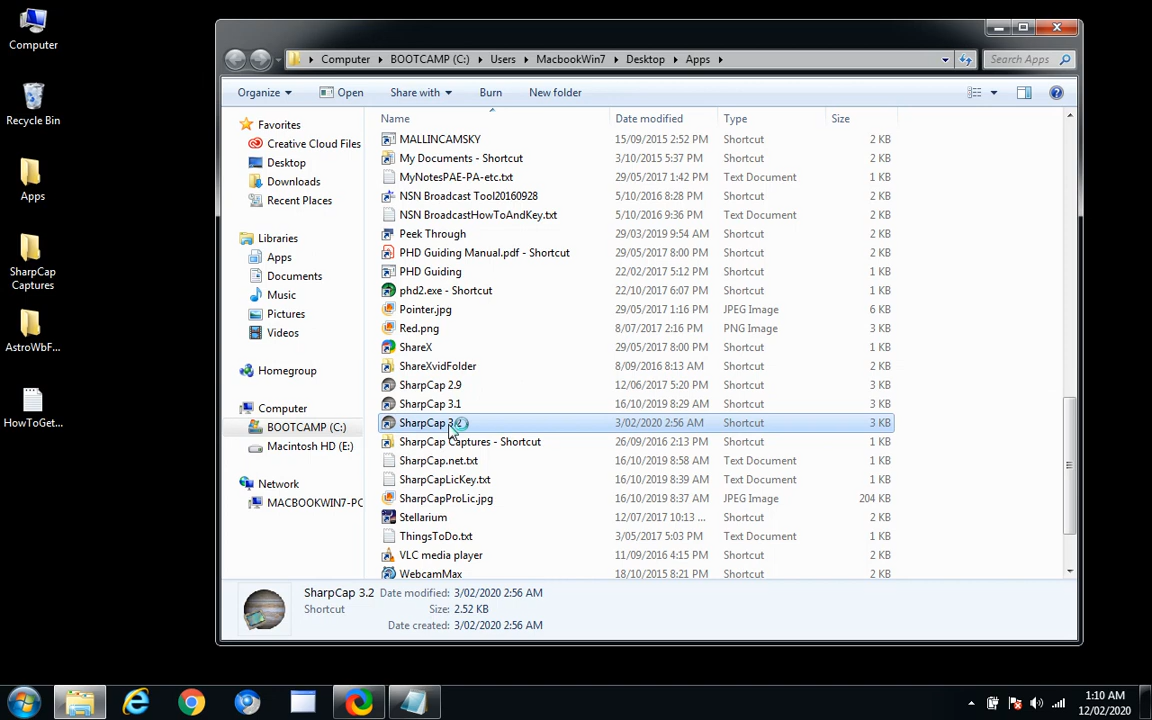 Computer
Recycle Bin
Apps
SharpCap
Captures
AstroWbF...
HowToGet...
Computer
BOOTCAMP (C:)
Users
MacbookWin7
Desktop
Apps
Search Apps
Organize
Open
Share with
Burn
New folder
Favorites
Creative Cloud Files
Desktop
Downloads
Recent Places
Libraries
Apps
Documents
Music
Pictures
Videos
Homegroup
Computer
BOOTCAMP (C:)
Macintosh HD (E:)
Network
MACBOOKWIN7-PC
Name Date modified Type Size
MALLINCAMSKY 15/09/2015 2:52 PM Shortcut 2 KB
My Documents - Shortcut 3/10/2015 5:37 PM Shortcut 1 KB
MyNotesPAE-PA-etc.txt 29/05/2017 1:42 PM Text Document 1 KB
NSN Broadcast Tool20160928 5/10/2016 8:28 PM Shortcut 2 KB
NSN BroadcastHowToAndKey.txt 5/10/2016 9:36 PM Text Document 2 KB
Peek Through 29/03/2019 9:54 AM Shortcut 1 KB
PHD Guiding Manual.pdf - Shortcut 29/05/2017 8:00 PM Shortcut 1 KB
PHD Guiding 22/02/2017 5:12 PM Shortcut 1 KB
phd2.exe - Shortcut 22/10/2017 6:07 PM Shortcut 2 KB
Pointer.jpg 29/05/2017 1:16 PM JPEG Image 6 KB
Red.png 8/07/2017 2:16 PM PNG Image 3 KB
ShareX 29/05/2017 8:00 PM Shortcut 1 KB
ShareXvidFolder 8/09/2016 8:13 AM Shortcut 2 KB
SharpCap 2.9 12/06/2017 5:20 PM Shortcut 3 KB
SharpCap 3.1 16/10/2019 8:29 AM Shortcut 3 KB
SharpCap 3.2 3/02/2020 2:56 AM Shortcut 3 KB
SharpCap Captures - Shortcut 26/09/2016 2:13 PM Shortcut 1 KB
SharpCap.net.txt 16/10/2019 8:58 AM Text Document 1 KB
SharpCapLicKey.txt 16/10/2019 8:39 AM Text Document 1 KB
SharpCapProLic.jpg 16/10/2019 8:37 AM JPEG Image 204 KB
Stellarium 12/07/2017 10:13 ... Shortcut 2 KB
ThingsToDo.txt 3/05/2017 5:03 PM Text Document 1 KB
VLC media player 11/09/2016 4:15 PM Shortcut 2 KB
WebcamMax 18/10/2015 8:21 PM Shortcut 2 KB
SharpCap 3.2 Date modified: 3/02/2020 2:56 AM
Shortcut Size: 2.52 KB
Date created: 3/02/2020 2:56 AM
1:10 AM
12/02/2020